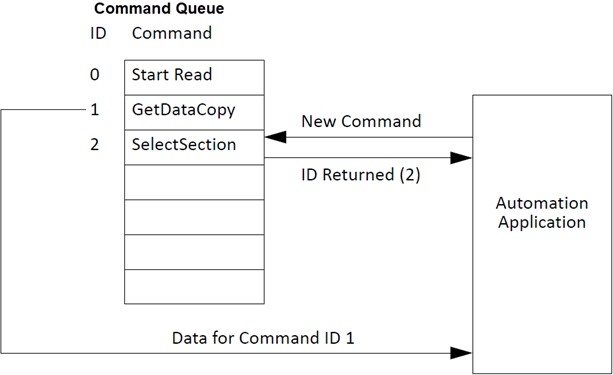 Command Queue
ID Command
0 Start Read
1 GetDataCopy
2 SelectSection
New Command
ID Returned (2)
Automation
Application
Data for Command ID 1